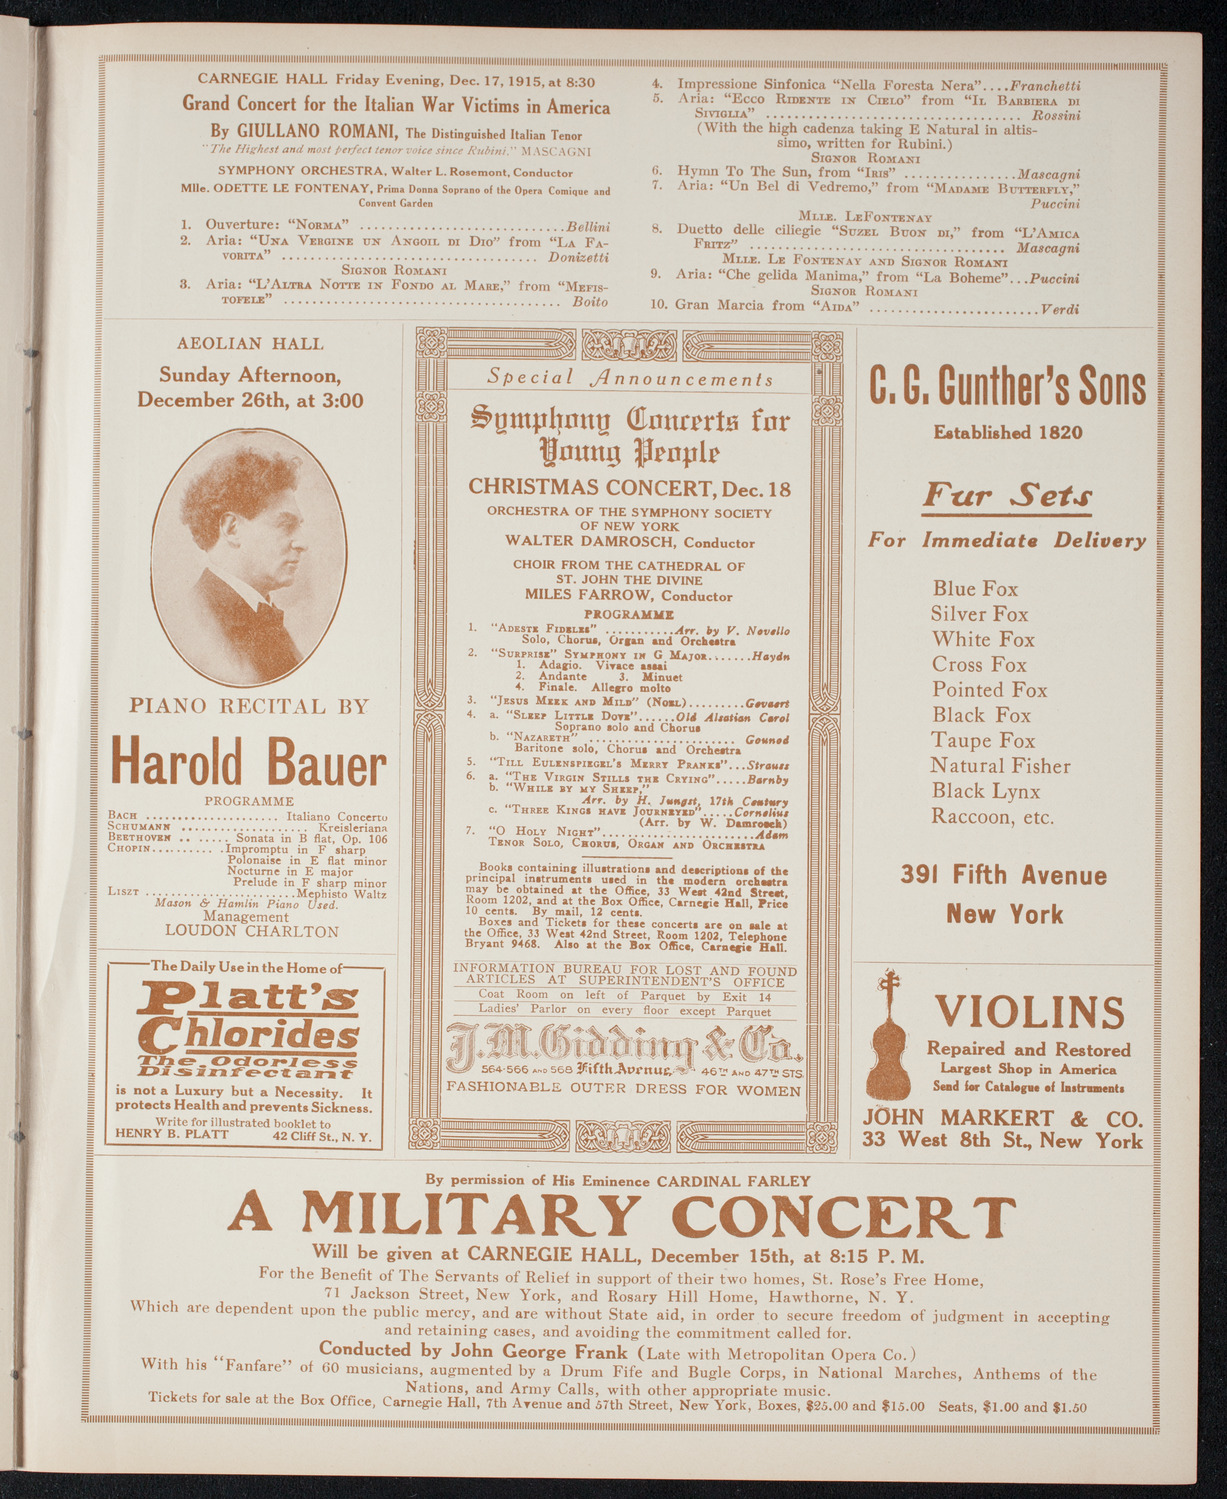 CARNEGIE HALL Friday Evening, Dec. 17, 1915, at 8:30
Grand Concert for the Italian War Victims in America
By GIULLANO ROMANI, The Distinguished Italian Tenor
"The Highest and most perfect tenor voice since Rubini." MASCAGNI
SYMPHONY ORCHESTRA, Walter L. Rosemont, Conductor
Mlle. ODETTE LE FONTENAY, Prima Donna Soprano of the Opera Comique and
Convent Garden
1. Ouverture: "NORMA" ............................Bellini
2. Aria: "UNA VERGINE UN ANGOIL DI DIO" from "LA FA-
VORITA" ................................. Donizetti
SIGNOR ROMANI
3. Aria: "L'ALTRA NOTTE IN FONDO AL MARE," from "MEFIS-
TOFELE" .................................... Boito
4. Impressione Sinfonica "Nella Foresta Nera"....Franchetti
5. Aria: "ECCO RIDENTE IN CIELO" from "IL BARBIERA DI
SIVIGLIA" ................................. Rossini
(With the high cadenza taking E Natural in altis-
simo, written for Rubini.)
SIGNOR ROMANI
6. Hymn To The Sun, from "IRIS" ................Mascagni
7. Aria: "Un Bel di Vedremo," from "MADAME BUTTERFLY,"
Puccini
MLLE. LEFONTENAY
8. Duetto delle ciliegie "SUZEL BUON DI," from "L'AMICA
FRITZ" ................................. Mascagni
MLLE. LE FONTENAY AND SIGNOR ROMANI
9. Aria: "Che gelida Manima," from "La Boheme"...Puccini
SIGNOR ROMANI
10. Gran Marcia from "AIDA" ........................Verdi
AEOLIAN HALL
Sunday Afternoon,
December 26th, at 3:00
PIANO RECITAL BY
Harold Bauer
PROGRAMME
BACH ..................... Italiano Concerto
SCHUMANN .................... Kreisleriana
BEETHOVEN .. ..... Sonata in B flat, Op. 106
CHOPIN.......... .Impromptu in F sharp
Polonaise in E flat minor
Nocturne in E major
Prelude in F sharp minor
LISZT ......................Mephisto Waltz
Mason & Hamlin Piano Used.
Management
LOUDON CHARLTON
The Daily Use in the Home of
Platt's
Chlorides
The Odorless
Disinfectant
is not a Luxury but a Necessity. It
protects Health and prevents Sickness.
Write for illustrated booklet to
HENRY B. PLATT 42 Cliff St., N. Y.
Special Announcements
Symphony Concerts for
Young People
CHRISTMAS CONCERT, Dec. 18
ORCHESTRA OF THE SYMPHONY SOCIETY
OF NEW YORK
WALTER DAMROSCH, Conductor
CHOIR FROM THE CATHEDRAL OF
ST. JOHN THE DIVINE
MILES FARROW, Conductor
PROGRAMME
1. "ADESTE FIDELES" ...........Arr. by V. Novello
Solo, Chorus, Organ and Orchestra
2. "SURPRISE" SYMPHONY IN G MAJOR.......Haydn
1. Adagio. Vivace assai
2. Andante 3. Minuet
4. Finale. Allegro molto
3. "JESUS MEEK AND MILD" (NOEL).........Gevaert
4. a. "SLEEP LITTLE DOVE"......Old Alsatian Carol
Soprano solo and Chorus
b. "NAZARETH" ...................... Gounod
Baritone solo, Chorus and Orchestra
5. "TILL EULENSPIEGEL'S MERRY PRANKS"...Strauss
6. a. "THE VIRGIN STILLS THE CRYING".....Barnby
b. "WHILE BY MY SHEEP,"
Arr. by H. Jungst, 17th Century
c. "THREE KINGS HAVE JOURNEYED".....Cornelius
(Arr. by W. Damrosch)
7. "O HOLY NIGHT".......................Adam
TENOR SOLO, CHORUS, ORGAN AND ORCHESTRA
Books containing illustrations and descriptions of the
principal instruments used in the modern orchestra
may be obtained at the Office, 33 West 42nd Street,
Room 1202, and at the Box Office, Carnegie Hall, Price
10 cents. By mail, 12 cents.
Boxes and Tickets for these concerts are on sale at
the Office, 33 West 42nd Street, Room 1202, Telephone
Bryant 9468. Also at the Box Office, Carnegie Hall.
INFORMATION BUREAU FOR LOST AND FOUND
ARTICLES AT SUPERINTENDENT'S OFFICE
Coat Room on left of Parquet by Exit 14
Ladies' Parlor on every floor except Parquet
J.M. Gidding & Co.
564-566 AND 568 Fifth Avenue, 46TH AND 47TH STS.
FASHIONABLE OUTER DRESS FOR WOMEN
C. G. Gunther's Sons
Established 1820
Fur Sets
For Immediate Delivery
Blue Fox
Silver Fox
White Fox
Cross Fox
Pointed Fox
Black Fox
Taupe Fox
Natural Fisher
Black Lynx
Raccoon, etc.
391 Fifth Avenue
New York
VIOLINS
Repaired and Restored
Largest Shop in America
Send for Catalogue of Instruments
JOHN MARKERT & CO.
33 West 8th St., New York
By permission of His Eminence CARDINAL FARLEY
A MILITARY CONCERT
Will be given at CARNEGIE HALL, December 15th, at 8:15 P. M.
For the Benefit of The Servants of Relief in support of their two homes, St. Rose's Free Home,
71 Jackson Street, New York, and Rosary Hill Home, Hawthorne, N. Y.
Which are dependent upon the public mercy, and are without State aid, in order to secure freedom of judgment in accepting
and retaining cases, and avoiding the commitment called for.
Conducted by John George Frank (Late with Metropolitan Opera Co.)
With his "Fanfare" of 60 musicians, augmented by a Drum Fife and Bugle Corps, in National Marches, Anthems of the
Nations, and Army Calls, with other appropriate music.
Tickets for sale at the Box Office, Carnegie Hall, 7th Avenue and 57th Street, New York, Boxes, $25.00 and $15.00 Seats, $1.00 and $1.50